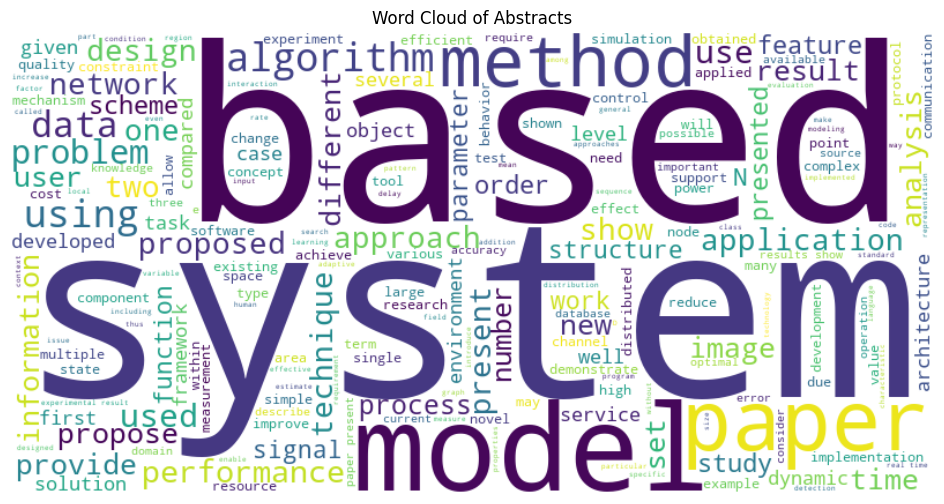 Word Cloud of Abstracts
part condition region
given design experiment efficient require simulation among use feature available
quality constraint algorithm method applied result protocol communication
increase factor called mechanism network scheme interaction several control
data one compared rate change even general evaluation
problem concept case based object shown level behavior parameter different will possible make modeling way
user knowledge input allow tool pattern mean test need approaches important support point source complex analysis
cost local two three delay order sequence power N presented implemented
using task e effect node class code representation
developed proposed software search learning approach addition show structure application
context variable existing achieve adaptive various accuracy results show standard
information component space human type system large distribution database new many value language
issue including thus research field environment work channel distributed reduce operation technology
multiple state function framework within area term single introduce well image optimal development due characteristic architecture
experimental result effective technique present number demonstrate high
first used measurement simple estimate requirement graph program without error
designed propose domain describe improve process current novel may service size consider
provide enable signal paper present measure model properties set paper study implementation
solution performance resource particular specific example dynamic real time time detection